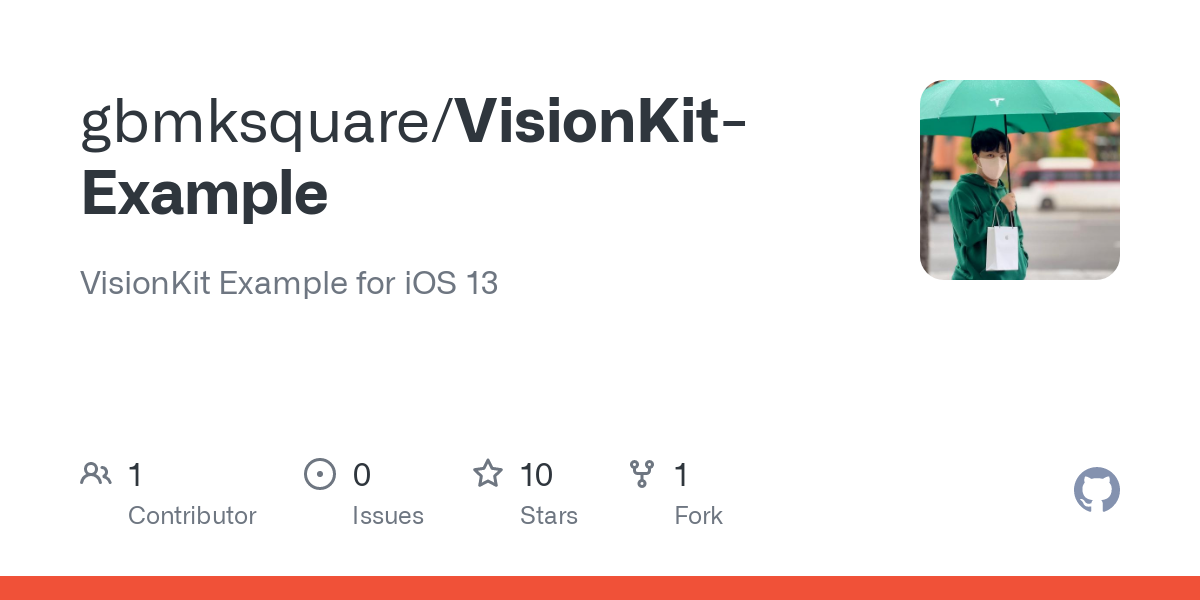 gbmksquare/VisionKit-
Example
VisionKit Example for iOS 13
1
Contributor
0
Issues
10
Stars
1
Fork